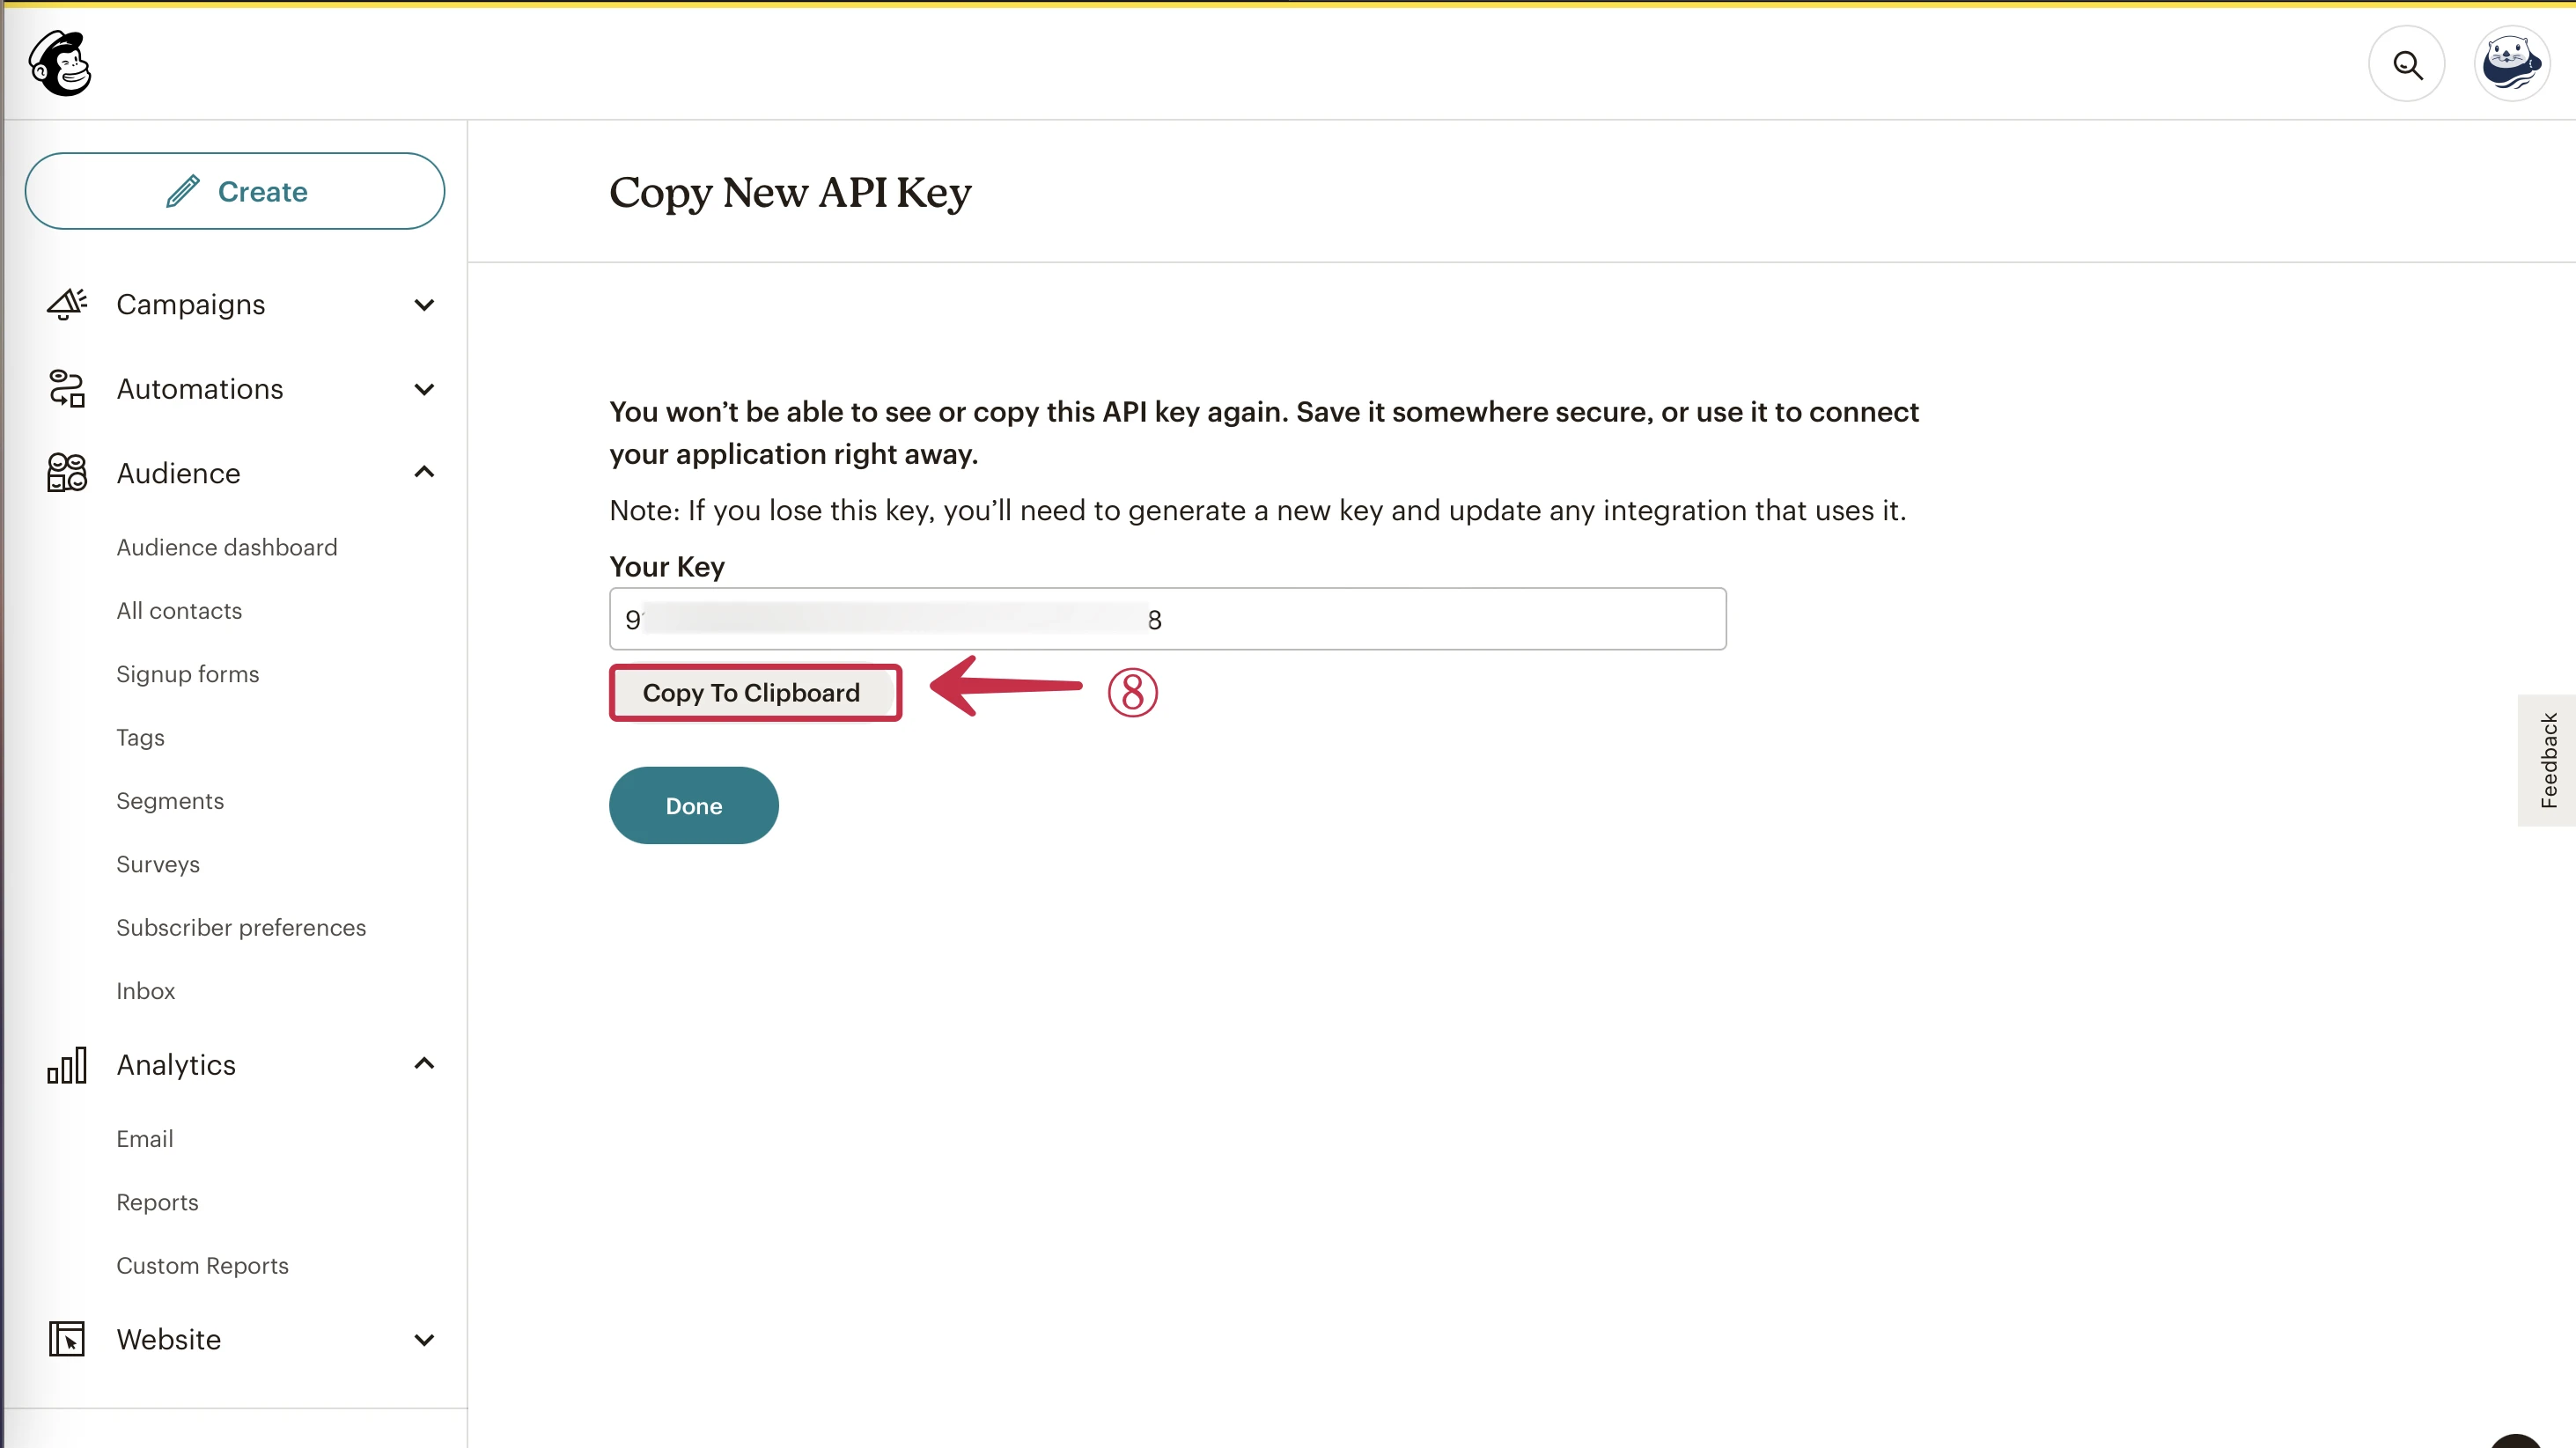 Create
Campaigns
Automations
Audience
Audience dashboard
All contacts
Signup forms
Tags
Segments
Surveys
Subscriber preferences
Inbox
Analytics
Email
Reports
Custom Reports
Website
Copy New API Key
You won’t be able to see or copy this API key again. Save it somewhere secure, or use it to connect
your application right away.
Note: If you lose this key, you’ll need to generate a new key and update any integration that uses it.
Your Key
9 8
Copy To Clipboard
⑧
Done
Feedback